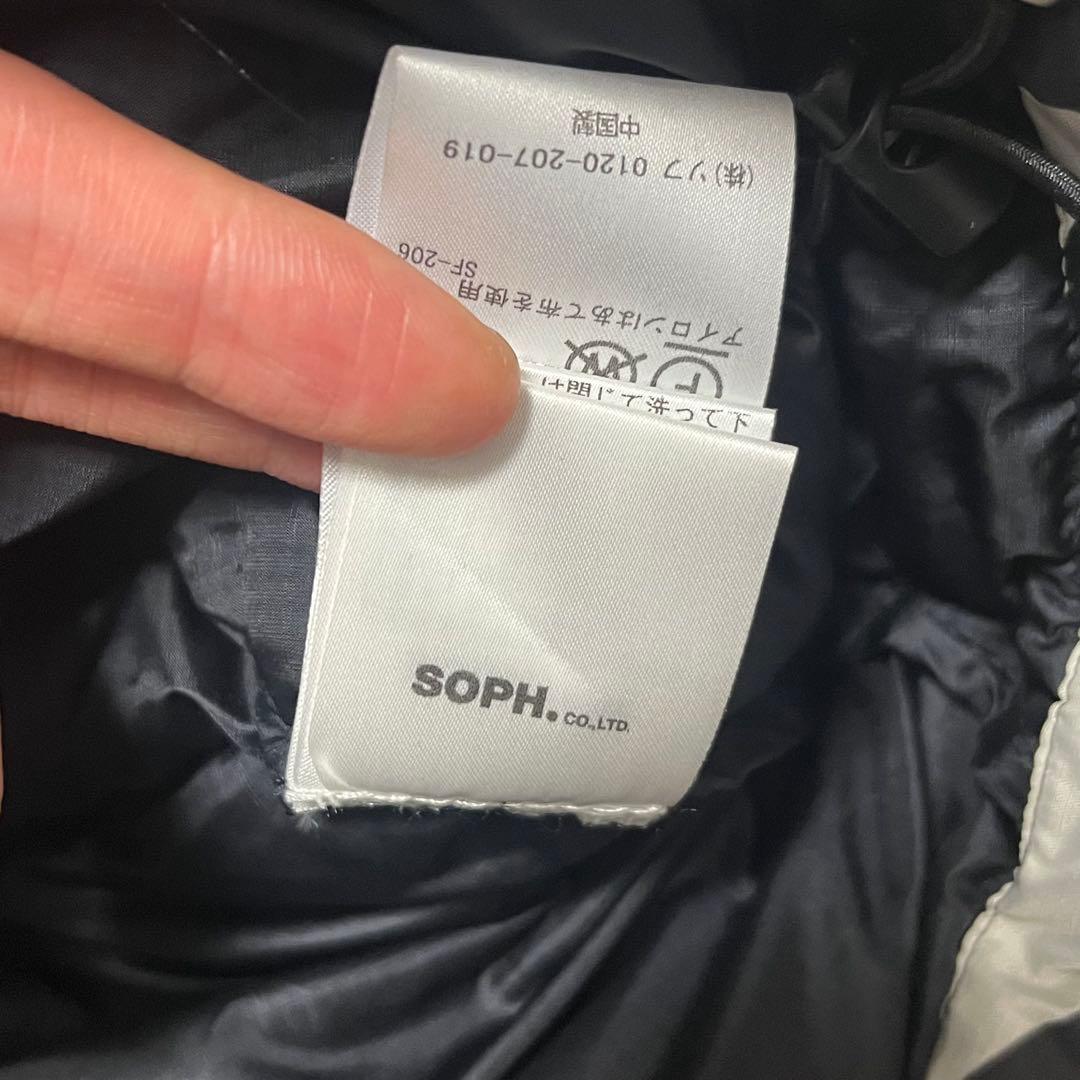 中国製
(株)ソフ 0120-207-019
SF-206
アイロンはあて布を使用
SOPH. CO.,LTD.